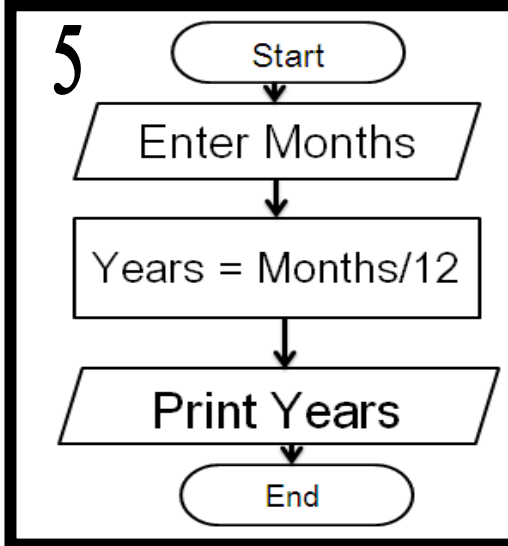 5
Start
Enter Months
Years = Months/12
Print Years
End